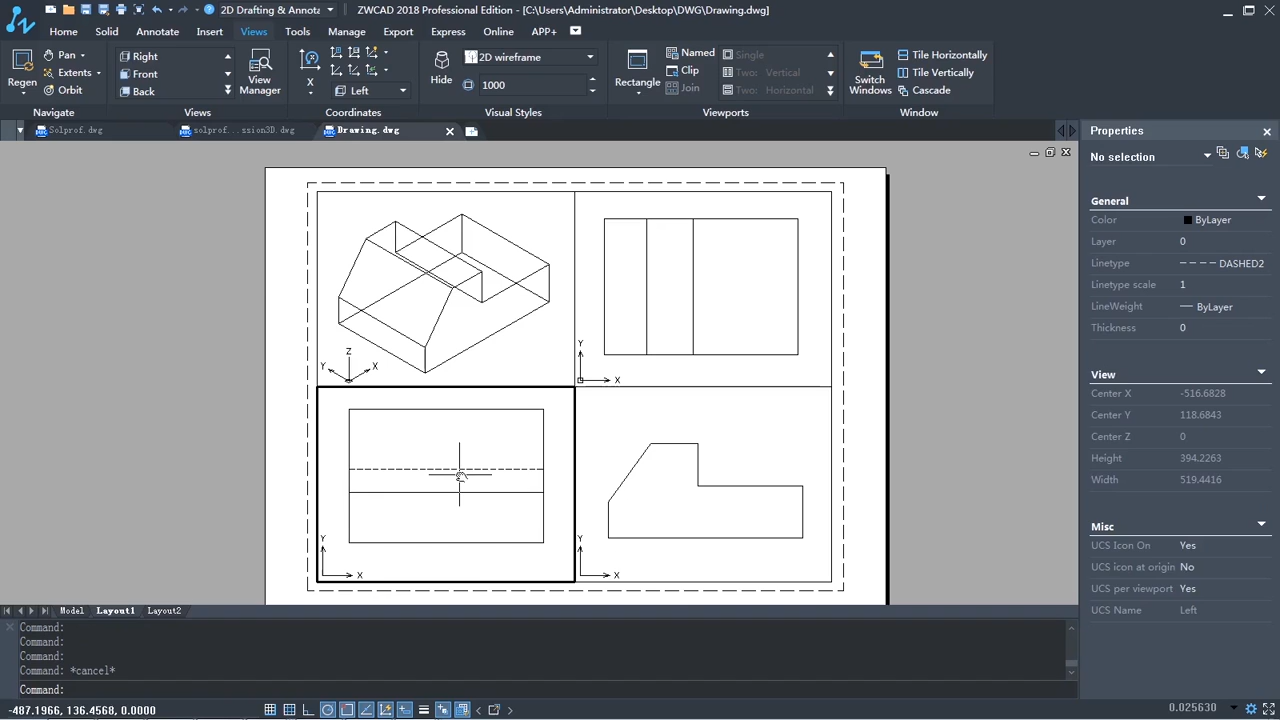 2D Drafting & Annota
ZWCAD 2018 Professional Edition - [C:\Users\Administrator\Desktop\DWG\Drawing.dwg]
Home
Solid
Annotate
Insert
Views
Tools
Manage
Export
Express
Online
APP+
Regen
Pan
Extents
Orbit
Navigate
Right
Front
Back
View
Manager
Views
X
Left
Coordinates
Hide
2D wireframe
1000
Visual Styles
Rectangle
Named
Clip
Join
Single
Two: Vertical
Two: Horizontal
Viewports
Switch
Windows
Tile Horizontally
Tile Vertically
Cascade
Window
Solprof.dwg
solprof...ssion3D.dwg
Drawing.dwg
Z
Y
X
Y
X
Y
X
Y
X
Properties
No selection
General
Color ByLayer
Layer 0
Linetype DASHED2
Linetype scale 1
LineWeight ByLayer
Thickness 0
View
Center X -516.6828
Center Y 118.6843
Center Z 0
Height 394.2263
Width 519.4416
Misc
UCS Icon On Yes
UCS icon at origin No
UCS per viewport Yes
UCS Name Left
Model
Layout1
Layout2
Command:
Command:
Command:
Command: *cancel*
Command:
-487.1966, 136.4568, 0.0000
0.025630